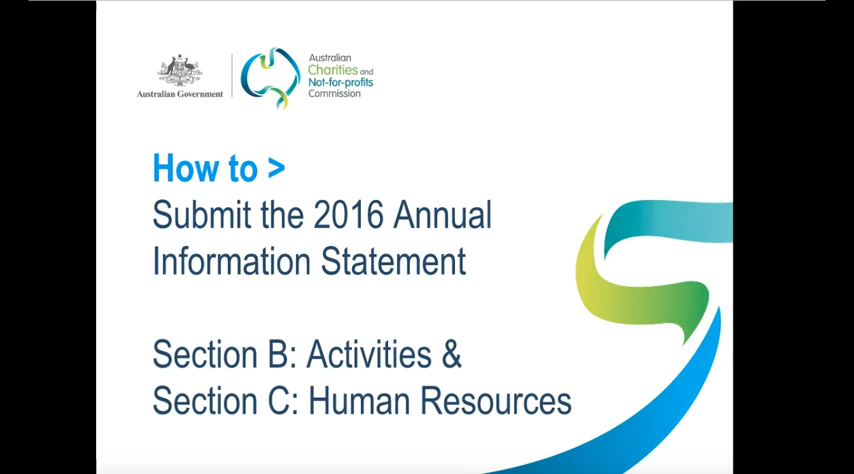 Australian Government
Australian
Charities and
Not-for-profits
Commission
How to >
Submit the 2016 Annual
Information Statement
Section B: Activities &
Section C: Human Resources